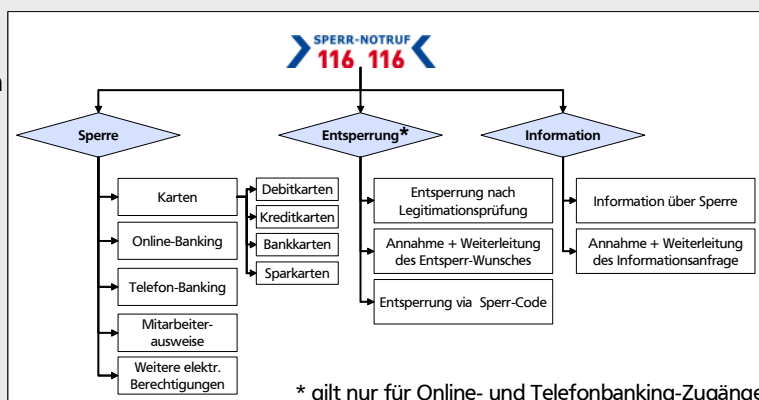 SPERR-NOTRUF
116 116
Sperre
Entsperrung*
Information
Karten
Online-Banking
Telefon-Banking
Mitarbeiter-
ausweise
Weitere elektr.
Berechtigungen
Debitkarten
Kreditkarten
Bankkarten
Sparkarten
Entsperrung nach
Legitimationsprüfung
Annahme + Weiterleitung
des Entsperr-Wunsches
Entsperrung via Sperr-Code
Information über Sperre
Annahme + Weiterleitung
des Informationsanfrage
* gilt nur für Online- und Telefonbanking-Zugänge